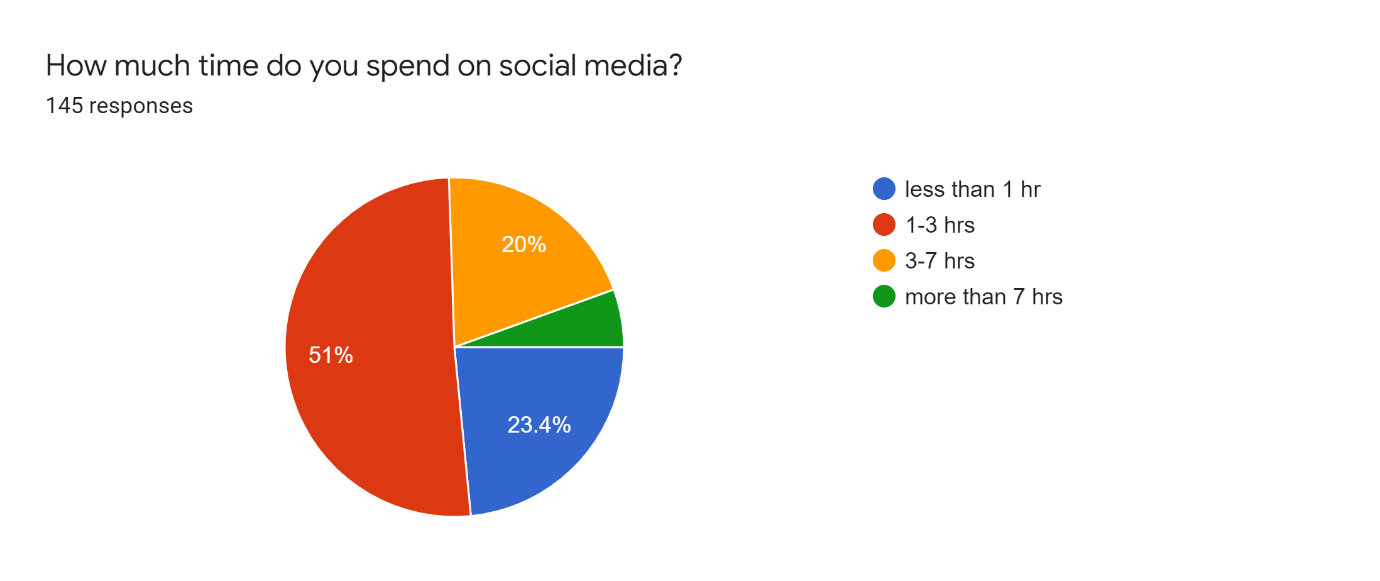 How much time do you spend on social media?
145 responses
20%
51%
23.4%
less than 1 hr
1-3 hrs
3-7 hrs
more than 7 hrs